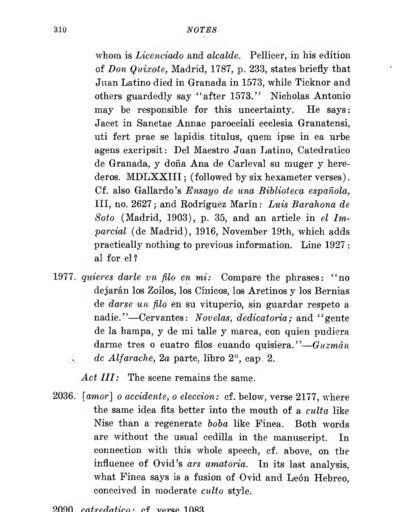 310 NOTES
whom is Licenciado and alcalde. Pellicer, in his edition
of Don Quixote, Madrid, 1787, p. 233, states briefly that
Juan Latino died in Granada in 1573, while Ticknor and
others guardedly say “after 1573.” Nicholas Antonio
may be responsible for this uncertainty. He says:
Jacet in Sanctae Annae paroeciali ecclesia Granatensi,
uti fert prae se lapidis titulus, quem ipse in ea urbe
agens excripsit: Del Maestro Juan Latino, Catedratico
de Granada, y doña Ana de Carleval su muger y here-
deros. MDLXXIII; (followed by six hexameter verses).
Cf. also Gallardo’s Ensayo de una Biblioteca española,
III, no. 2627; and Rodríguez Marín: Luis Barahona de
Soto (Madrid, 1903), p. 35, and an article in el Im-
parcial (de Madrid), 1916, November 19th, which adds
practically nothing to previous information. Line 1927:
al for el?
1977. quieres darle vn filo en mi: Compare the phrases: “no
dejarán los Zoilos, los Cínicos, los Aretinos y los Bernias
de darse un filo en su vituperio, sin guardar respeto a
nadie.”—Cervantes: Novelas, dedicatoria; and “gente
de la hampa, y de mi talle y marca, con quien pudiera
darme tres o cuatro filos cuando quisiera.”—Guzmán
de Alfarache, 2a parte, libro 2°, cap. 2.
Act III: The scene remains the same.
2036. [amor] o accidente, o eleccion: cf. below, verse 2177, where
the same idea fits better into the mouth of a culta like
Nise than a regenerate boba like Finea. Both words
are without the usual cedilla in the manuscript. In
connection with this whole speech, cf. above, on the
influence of Ovid’s ars amatoria. In its last analysis,
what Finea says is a fusion of Ovid and León Hebreo,
conceived in moderate culto style.
2090. catredatico: cf. verse 1083.